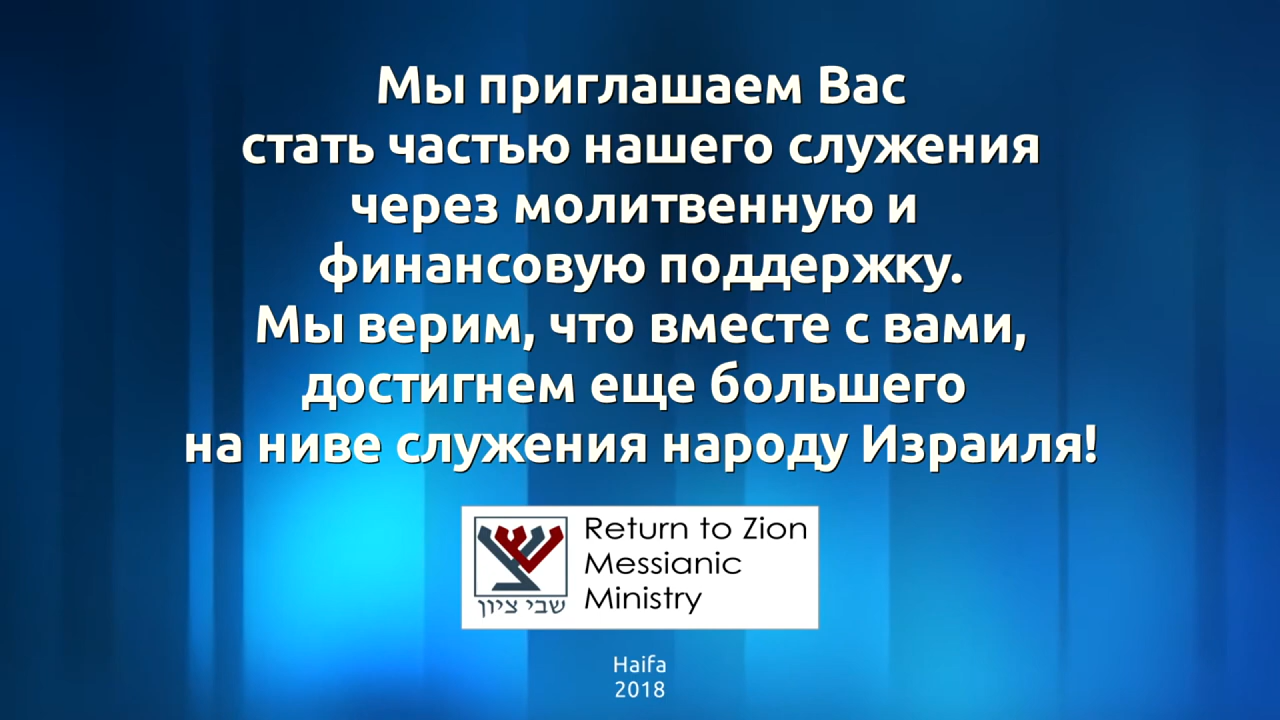 Мы приглашаем Вас
стать частью нашего служения
через молитвенную и
финансовую поддержку.
Мы верим, что вместе с вами,
достигнем еще большего
на ниве служения народу Израиля!
Return to Zion
Messianic
Ministry
שבי ציון
Haifa
2018